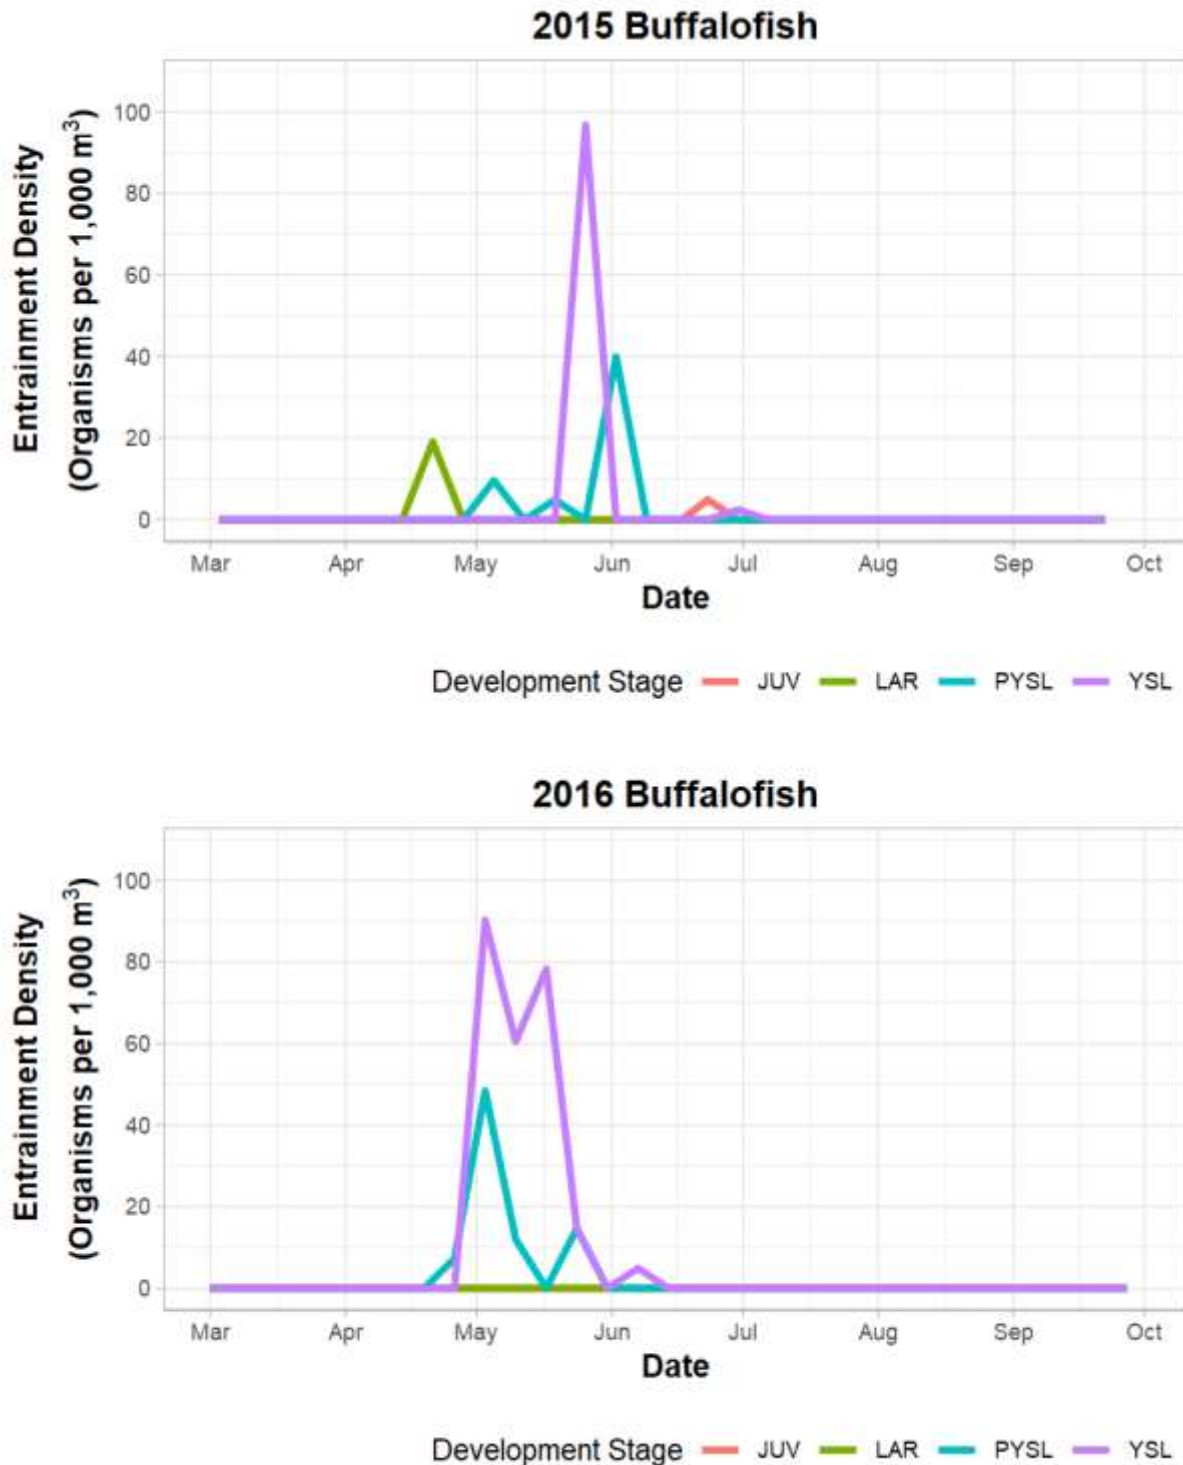 2015 Buffalofish
Entrainment Density
(Organisms per 1,000 m³)
100
80
60
40
20
0
Mar Apr May Jun Jul Aug Sep Oct
Date
Development Stage JUV LAR PYSL YSL
2016 Buffalofish
Entrainment Density
(Organisms per 1,000 m³)
100
80
60
40
20
0
Mar Apr May Jun Jul Aug Sep Oct
Date
Development Stage JUV LAR PYSL YSL